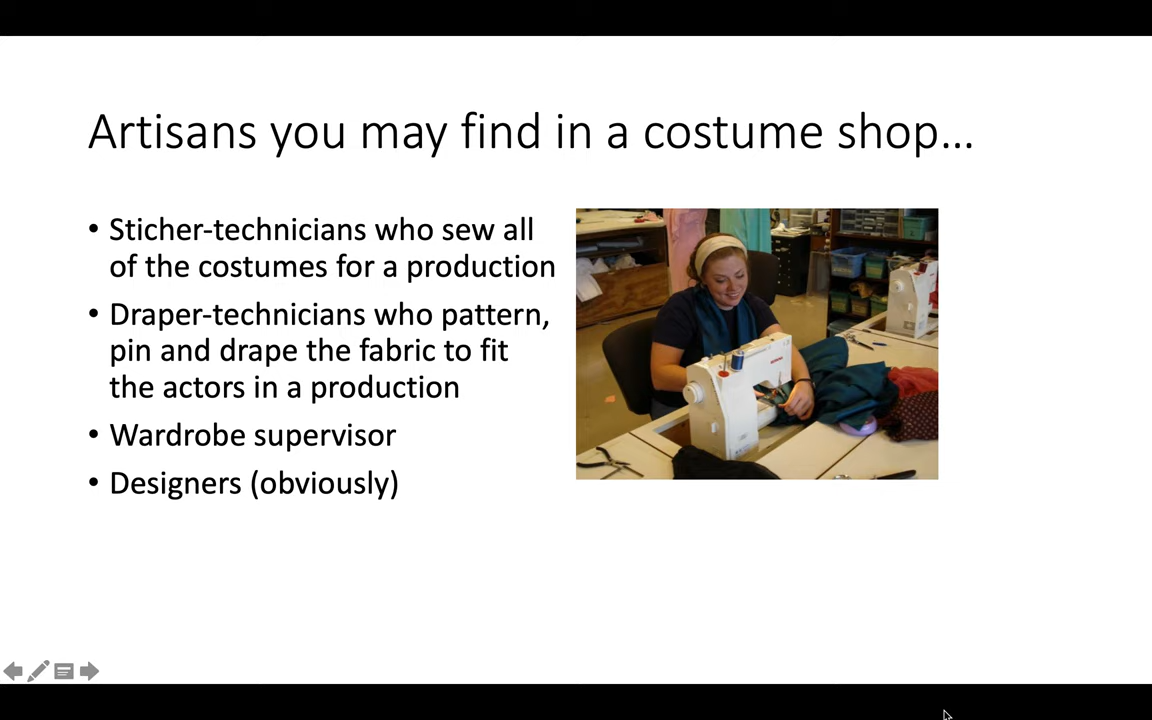 Artisans you may find in a costume shop...
• Sticher-technicians who sew all
of the costumes for a production
• Draper-technicians who pattern,
pin and drape the fabric to fit
the actors in a production
• Wardrobe supervisor
• Designers (obviously)